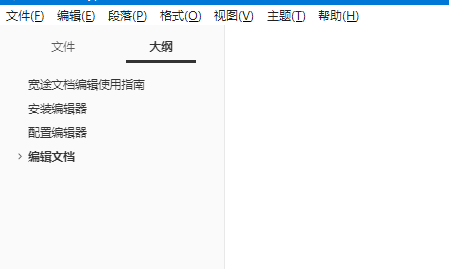 文件(F) 编辑(E) 段落(P) 格式(O) 视图(V) 主题(T) 帮助(H)
文件 大纲
宽途文档编辑使用指南
安装编辑器
配置编辑器
编辑文档